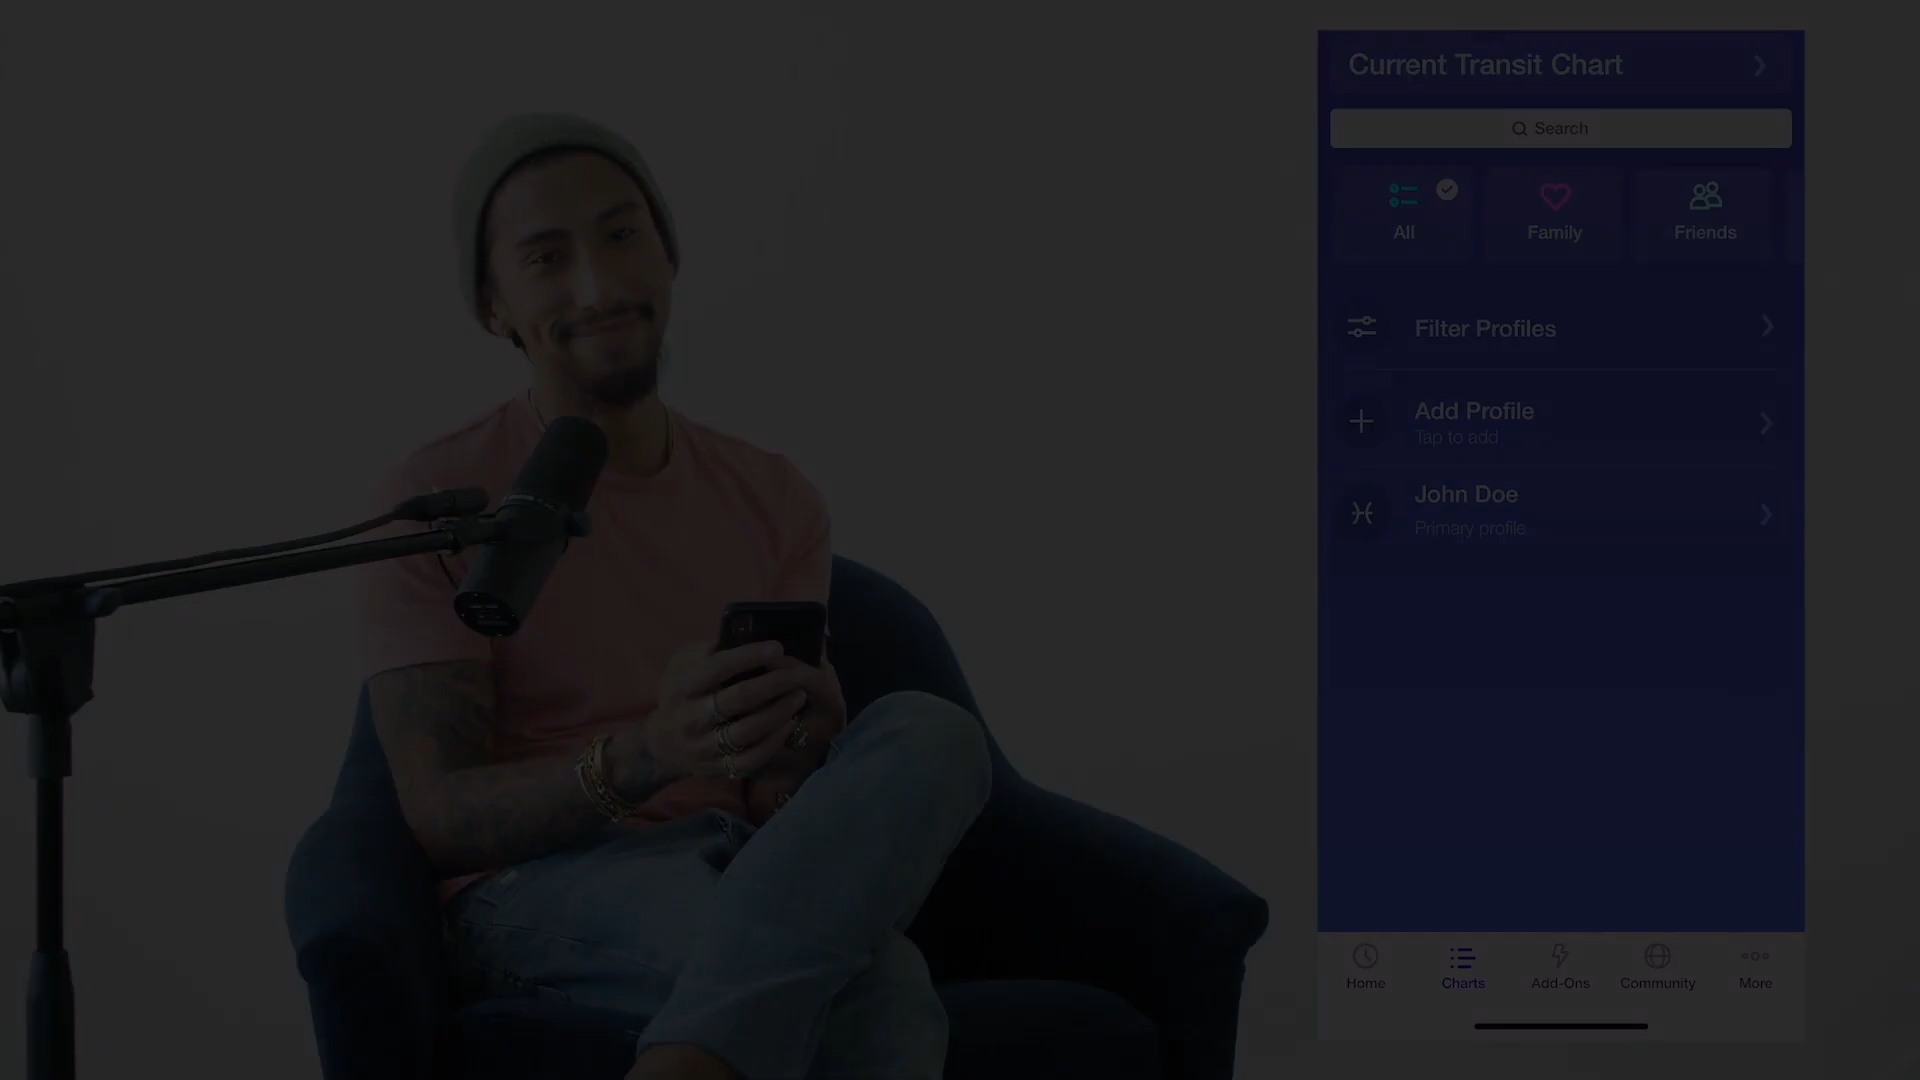 Current Transit Chart
Search
All
Family
Friends
Filter Profiles
Add Profile
Tap to add
John Doe
Primary profile
Home
Charts
Add-Ons
Community
More